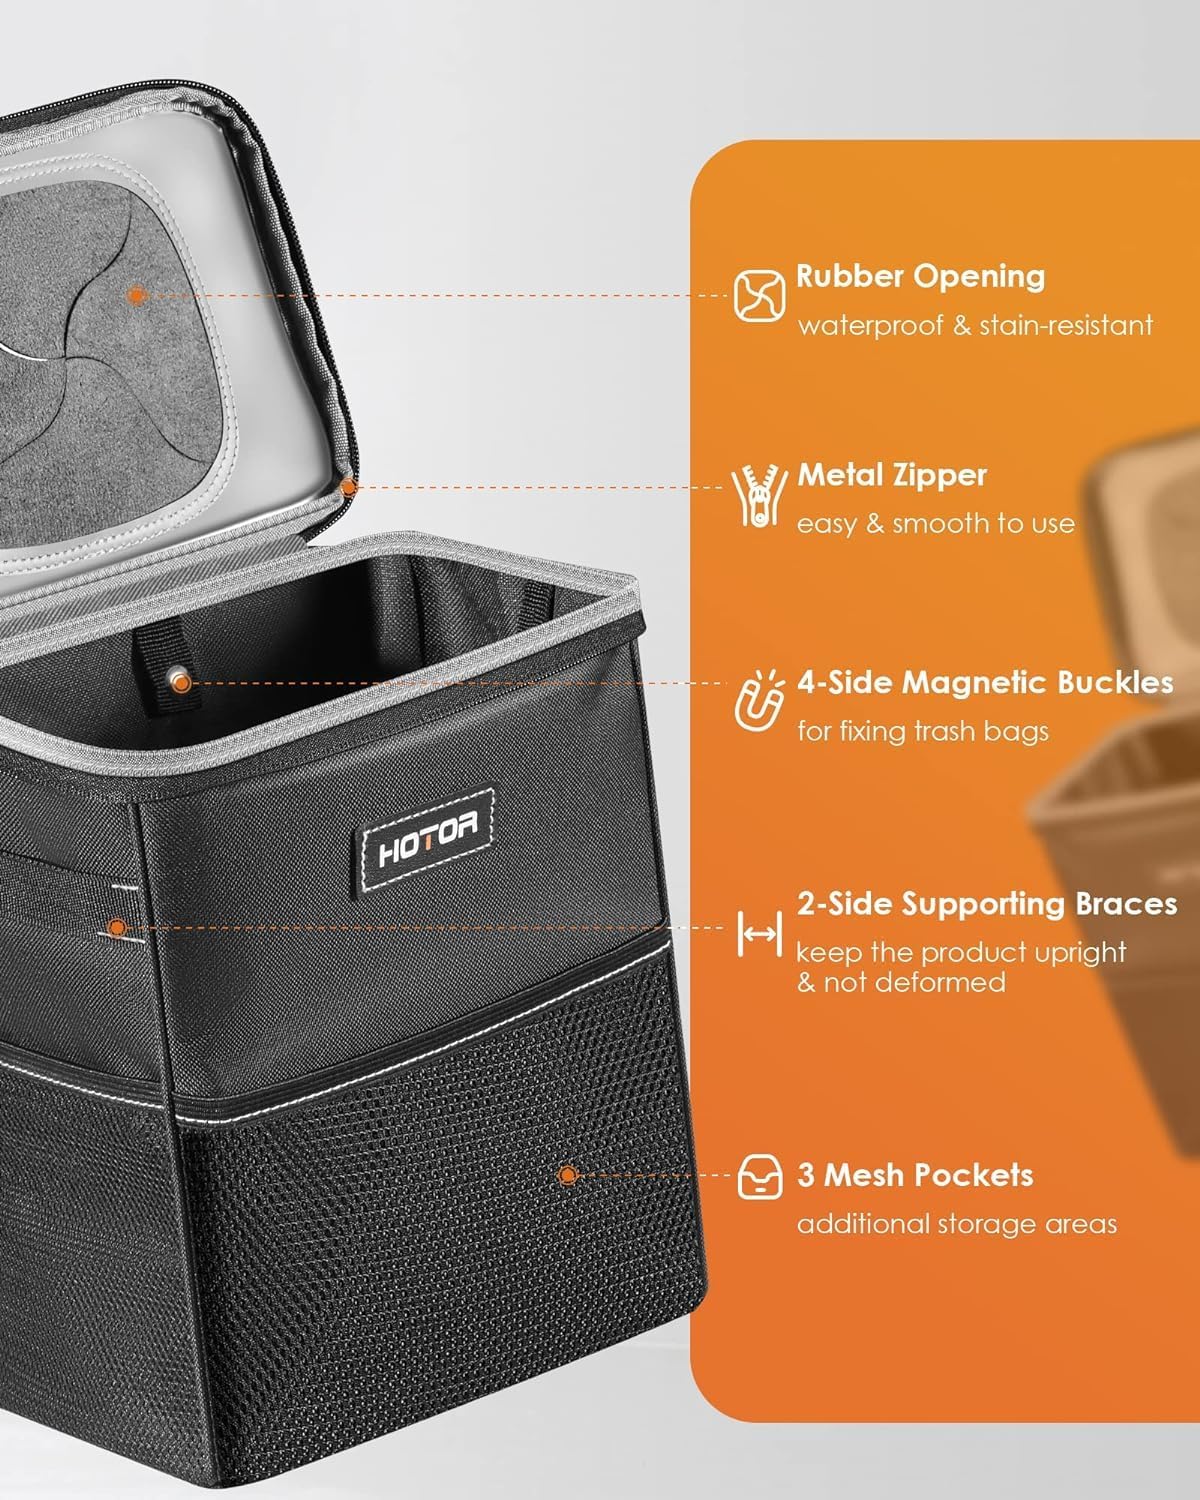 Rubber Opening
waterproof & stain-resistant
Metal Zipper
easy & smooth to use
4-Side Magnetic Buckles
for fixing trash bags
HOTOR
2-Side Supporting Braces
keep the product upright
& not deformed
3 Mesh Pockets
additional storage areas